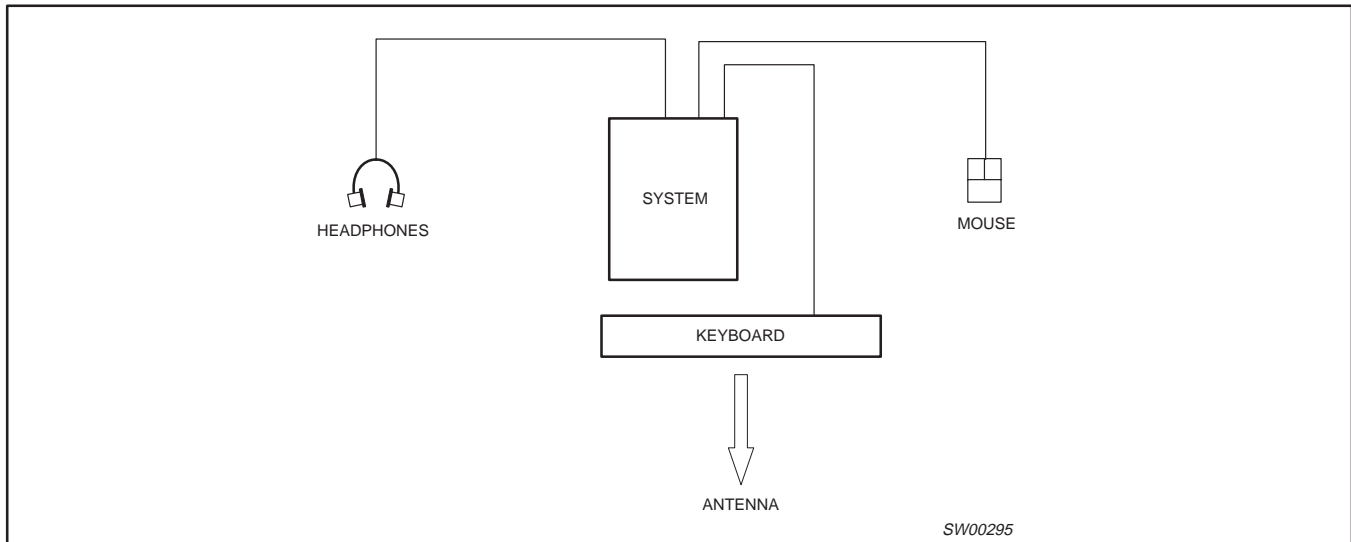 SYSTEM
HEADPHONES
MOUSE
KEYBOARD
ANTENNA
SW00295